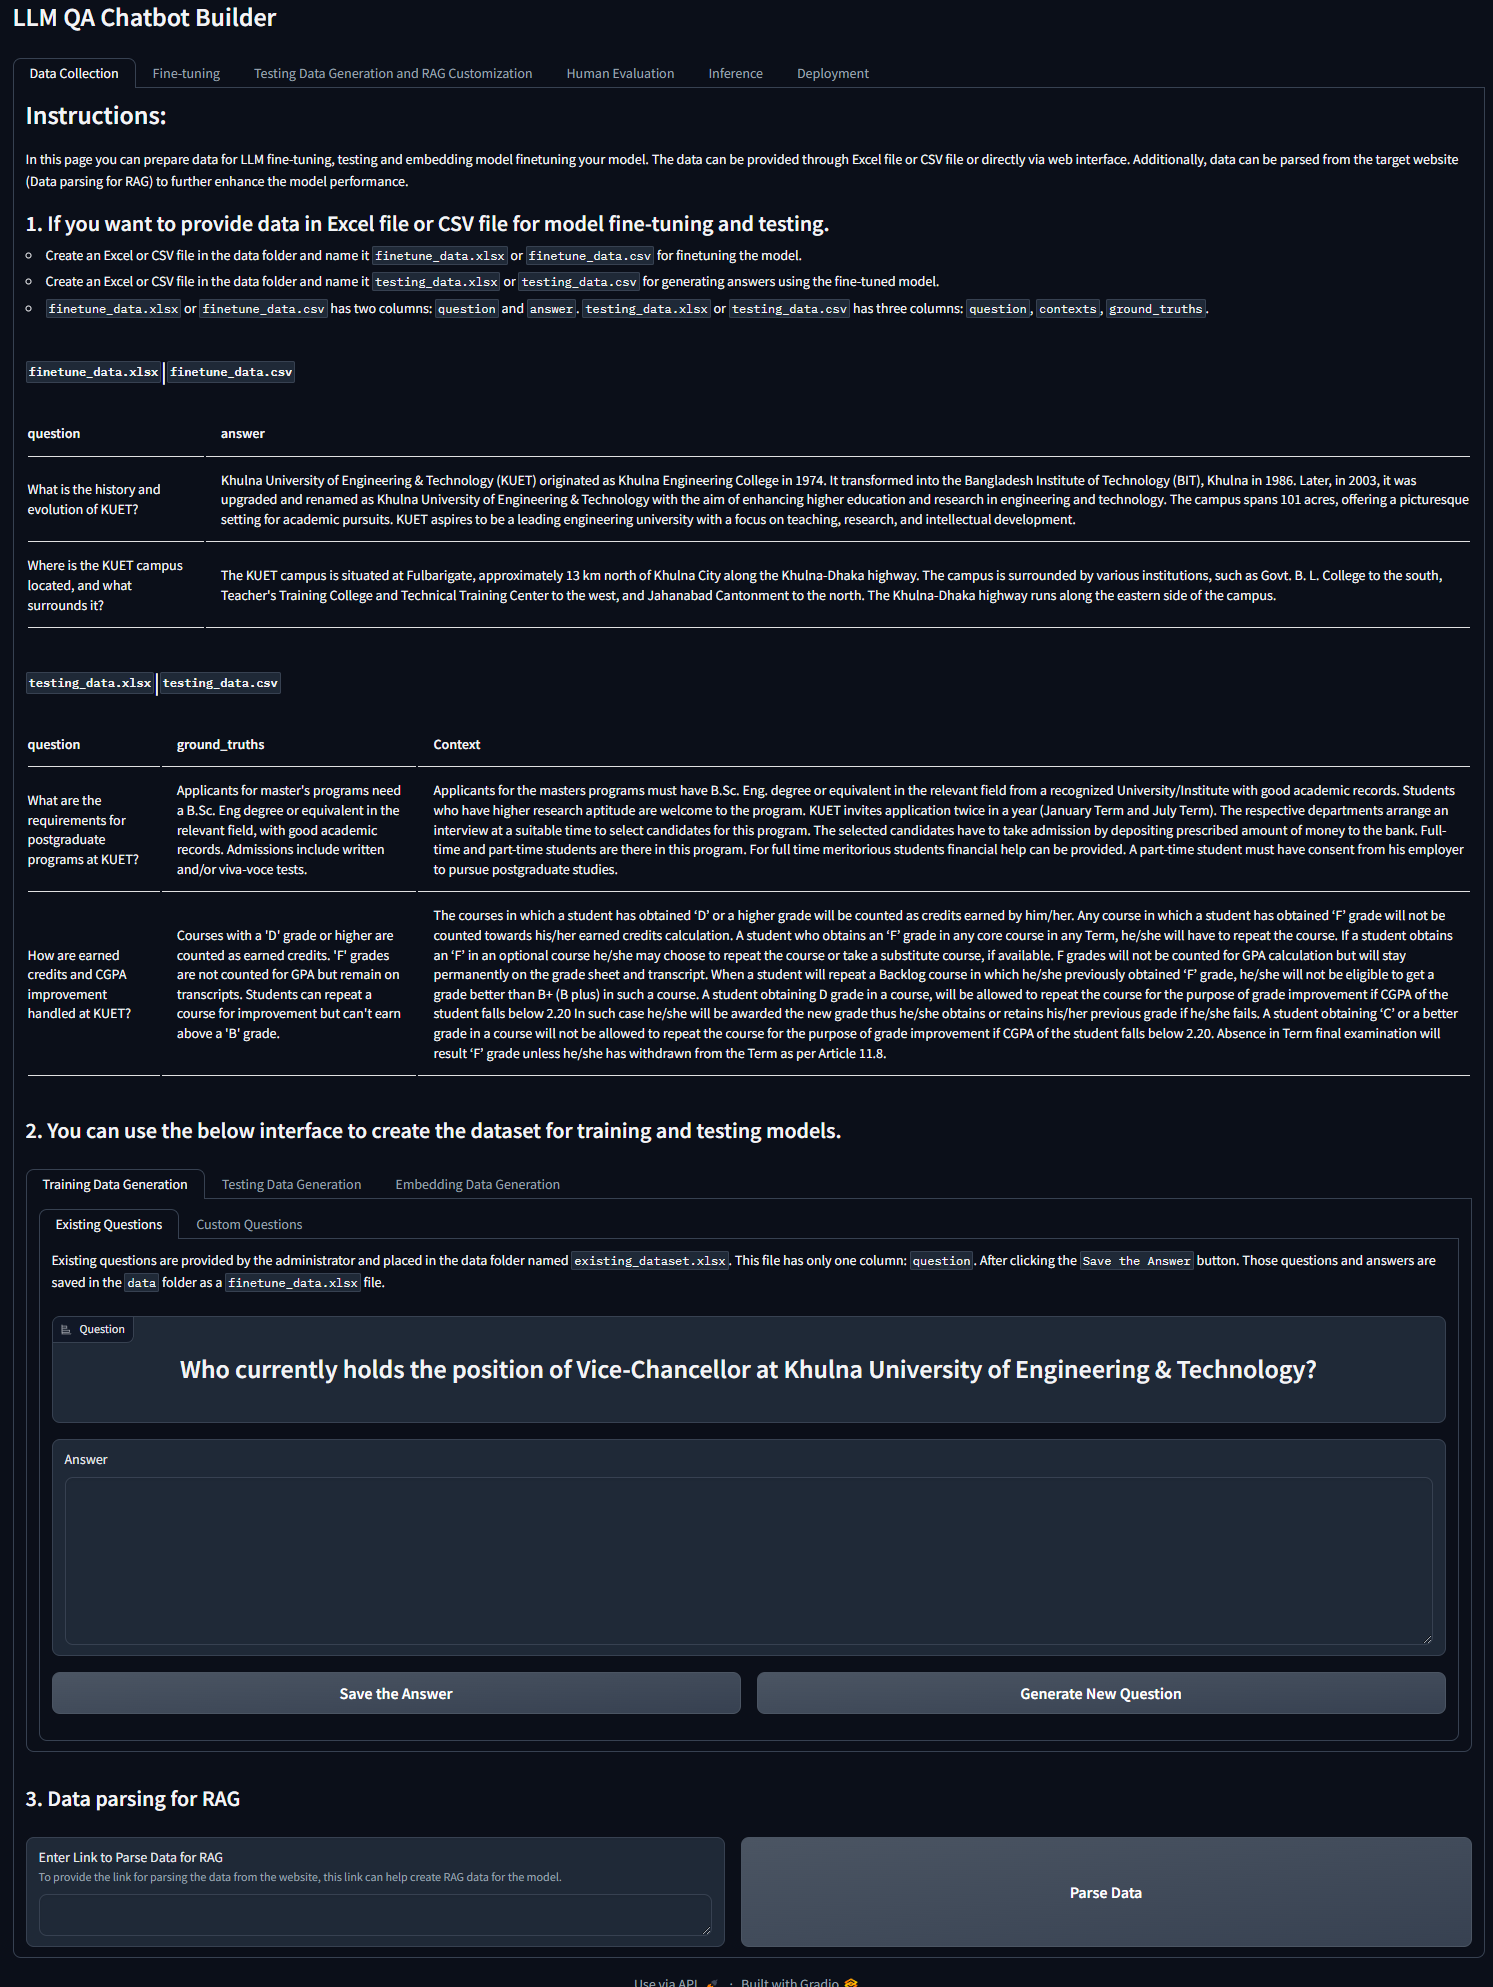 LLM QA Chatbot Builder
Data Collection Fine-tuning Testing Data Generation and RAG Customization Human Evaluation Inference Deployment
Instructions:
In this page you can prepare data for LLM fine-tuning, testing and embedding model finetuning your model. The data can be provided through Excel file or CSV file or directly via web interface. Additionally, data can be parsed from the target website
(Data parsing for RAG) to further enhance the model performance.
1. If you want to provide data in Excel file or CSV file for model fine-tuning and testing.
Create an Excel or CSV file in the data folder and name it finetune_data.xlsx or finetune_data.csv for finetuning the model.
Create an Excel or CSV file in the data folder and name it testing_data.xlsx or testing_data.csv for generating answers using the fine-tuned model.
finetune_data.xlsx or finetune_data.csv has two columns: question and answer. testing_data.xlsx or testing_data.csv has three columns: question, contexts, ground_truths.
finetune_data.xlsx | finetune_data.csv
question answer
What is the history and
evolution of KUET?
Khulna University of Engineering & Technology (KUET) originated as Khulna Engineering College in 1974. It transformed into the Bangladesh Institute of Technology (BIT), Khulna in 1986. Later, in 2003, it was
upgraded and renamed as Khulna University of Engineering & Technology with the aim of enhancing higher education and research in engineering and technology. The campus spans 101 acres, offering a picturesque
setting for academic pursuits. KUET aspires to be a leading engineering university with a focus on teaching, research, and intellectual development.
Where is the KUET campus
located, and what
surrounds it?
The KUET campus is situated at Fulbarigate, approximately 13 km north of Khulna City along the Khulna-Dhaka highway. The campus is surrounded by various institutions, such as Govt. B. L. College to the south,
Teacher's Training College and Technical Training Center to the west, and Jahanabad Cantonment to the north. The Khulna-Dhaka highway runs along the eastern side of the campus.
testing_data.xlsx | testing_data.csv
question ground_truths Context
What are the
requirements for
postgraduate
programs at KUET?
Applicants for master's programs need
a B.Sc. Eng degree or equivalent in the
relevant field, with good academic
records. Admissions include written
and/or viva-voce tests.
Applicants for the masters programs must have B.Sc. Eng. degree or equivalent in the relevant field from a recognized University/Institute with good academic records. Students
who have higher research aptitude are welcome to the program. KUET invites application twice in a year (January Term and July Term). The respective departments arrange an
interview at a suitable time to select candidates for this program. The selected candidates have to take admission by depositing prescribed amount of money to the bank. Full-
time and part-time students are there in this program. For full time meritorious students financial help can be provided. A part-time student must have consent from his employer
to pursue postgraduate studies.
How are earned
credits and CGPA
improvement
handled at KUET?
Courses with a 'D' grade or higher are
counted as earned credits. 'F' grades
are not counted for GPA but remain on
transcripts. Students can repeat a
course for improvement but can't earn
above a 'B' grade.
The courses in which a student has obtained ‘D’ or a higher grade will be counted as credits earned by him/her. Any course in which a student has obtained ‘F’ grade will not be
counted towards his/her earned credits calculation. A student who obtains an ‘F’ grade in any core course in any Term, he/she will have to repeat the course. If a student obtains
an ‘F’ in an optional course he/she may choose to repeat the course or take a substitute course, if available. F grades will not be counted for GPA calculation but will stay
permanently on the grade sheet and transcript. When a student will repeat a Backlog course in which he/she previously obtained ‘F’ grade, he/she will not be eligible to get a
grade better than B+ (B plus) in such a course. A student obtaining D grade in a course, will be allowed to repeat the course for the purpose of grade improvement if CGPA of the
student falls below 2.20 In such case he/she will be awarded the new grade thus he/she obtains or retains his/her previous grade if he/she fails. A student obtaining ‘C’ or a better
grade in a course will not be allowed to repeat the course for the purpose of grade improvement if CGPA of the student falls below 2.20. Absence in Term final examination will
result ‘F’ grade unless he/she has withdrawn from the Term as per Article 11.8.
2. You can use the below interface to create the dataset for training and testing models.
Training Data Generation Testing Data Generation Embedding Data Generation
Existing Questions Custom Questions
Existing questions are provided by the administrator and placed in the data folder named existing_dataset.xlsx. This file has only one column: question. After clicking the Save the Answer button. Those questions and answers are
saved in the data folder as a finetune_data.xlsx file.
Question
Who currently holds the position of Vice-Chancellor at Khulna University of Engineering & Technology?
Answer
Save the Answer Generate New Question
3. Data parsing for RAG
Enter Link to Parse Data for RAG
To provide the link for parsing the data from the website, this link can help create RAG data for the model.
Parse Data
Use via API · Built with Gradio